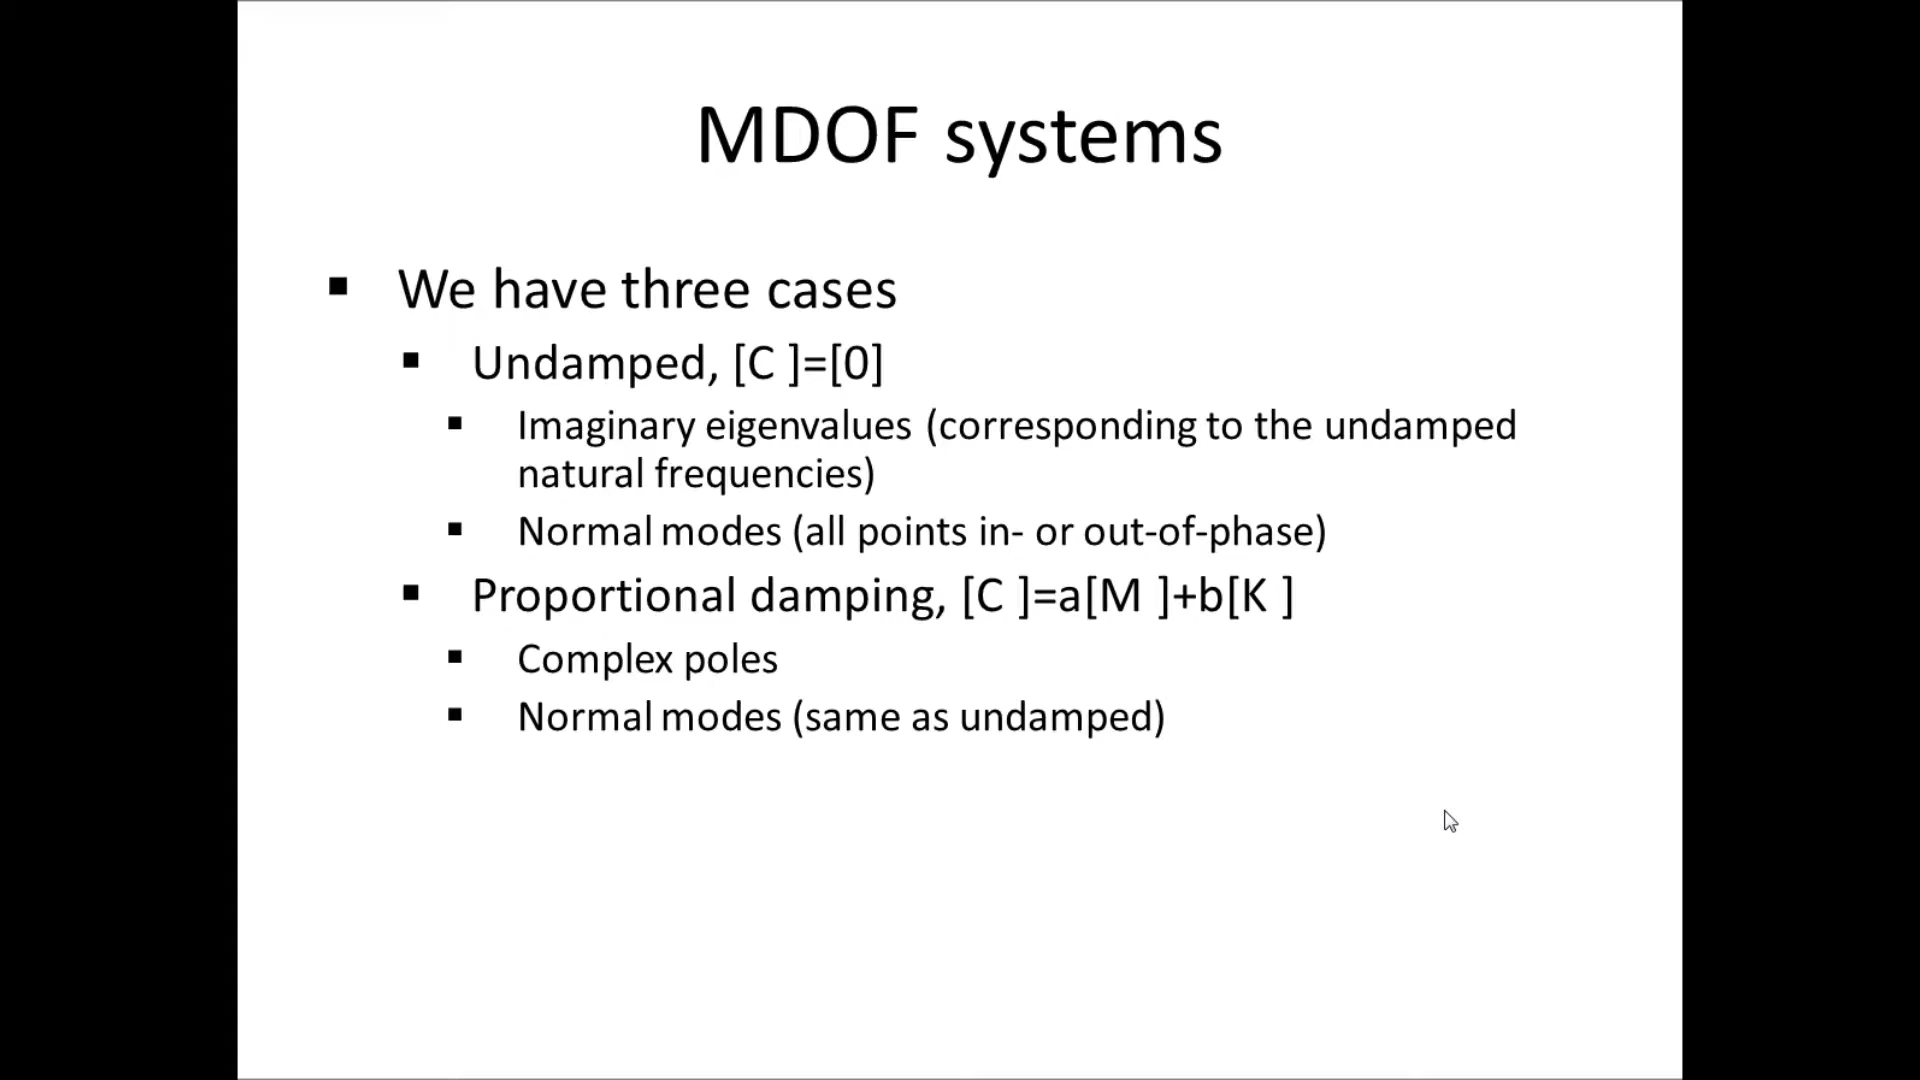 MDOF systems
▪ We have three cases
▪ Undamped, [C ]=[0]
▪ Imaginary eigenvalues (corresponding to the undamped
natural frequencies)
▪ Normal modes (all points in- or out-of-phase)
▪ Proportional damping, [C ]=a[M ]+b[K ]
▪ Complex poles
▪ Normal modes (same as undamped)